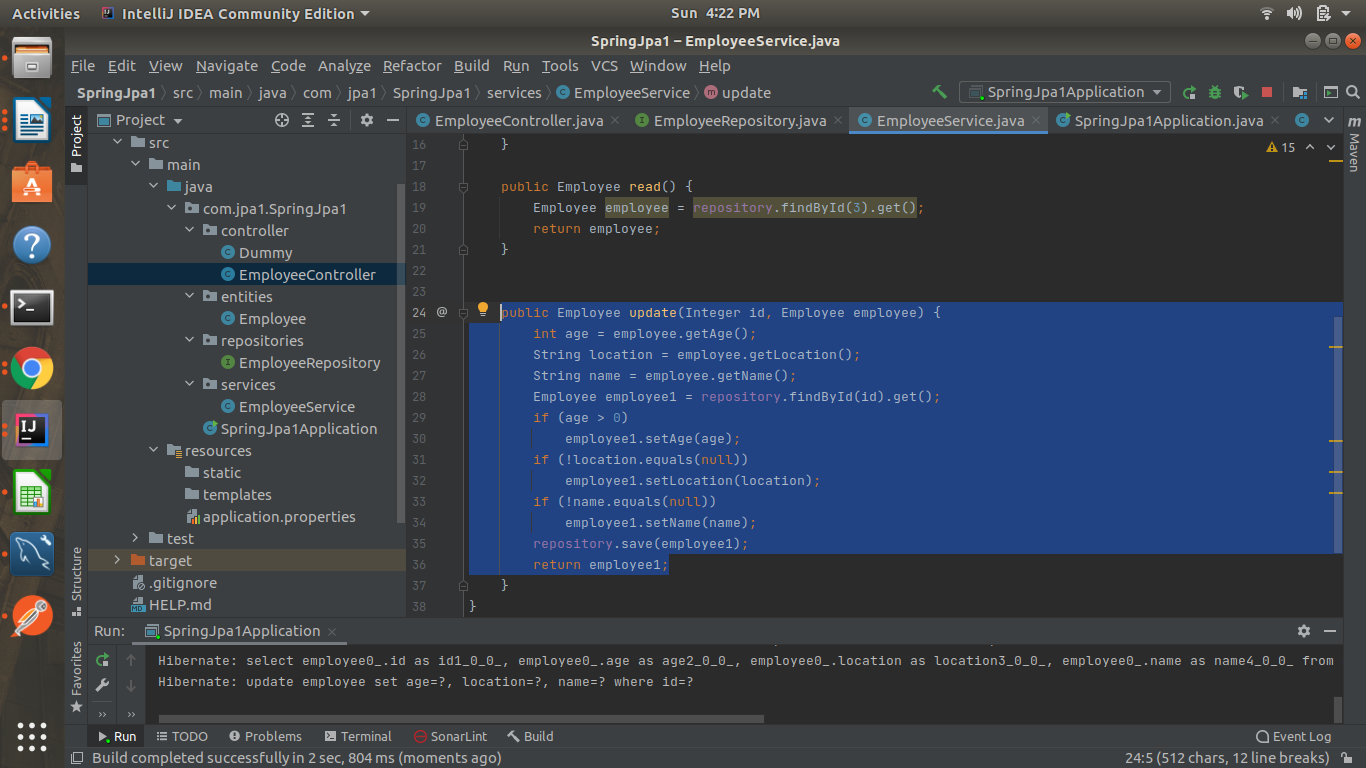 Activities IntelliJ IDEA Community Edition Sun 4:22 PM
SpringJpa1 – EmployeeService.java
File Edit View Navigate Code Analyze Refactor Build Run Tools VCS Window Help
SpringJpa1 src main java com jpa1 SpringJpa1 services EmployeeService update SpringJpa1Application
Project Project EmployeeController.java EmployeeRepository.java EmployeeService.java SpringJpa1Application.java Maven
src
main
java
com.jpa1.SpringJpa1
controller
Dummy
EmployeeController
entities
Employee
repositories
EmployeeRepository
services
EmployeeService
SpringJpa1Application
resources
static
templates
application.properties
test
target
.gitignore
HELP.md
15
16 }
17
18 public Employee read() {
19 Employee employee = repository.findById(3).get();
20 return employee;
21 }
22
23
24 @ public Employee update(Integer id, Employee employee) {
25 int age = employee.getAge();
26 String location = employee.getLocation();
27 String name = employee.getName();
28 Employee employee1 = repository.findById(id).get();
29 if (age > 0)
30 employee1.setAge(age);
31 if (!location.equals(null))
32 employee1.setLocation(location);
33 if (!name.equals(null))
34 employee1.setName(name);
35 repository.save(employee1);
36 return employee1;
37 }
38 }
Structure
Favorites
Run: SpringJpa1Application
Hibernate: select employee0_.id as id1_0_0_, employee0_.age as age2_0_0_, employee0_.location as location3_0_0_, employee0_.name as name4_0_0_ from
Hibernate: update employee set age=?, location=?, name=? where id=?
Run TODO Problems Terminal SonarLint Build Event Log
Build completed successfully in 2 sec, 804 ms (moments ago) 24:5 (512 chars, 12 line breaks)